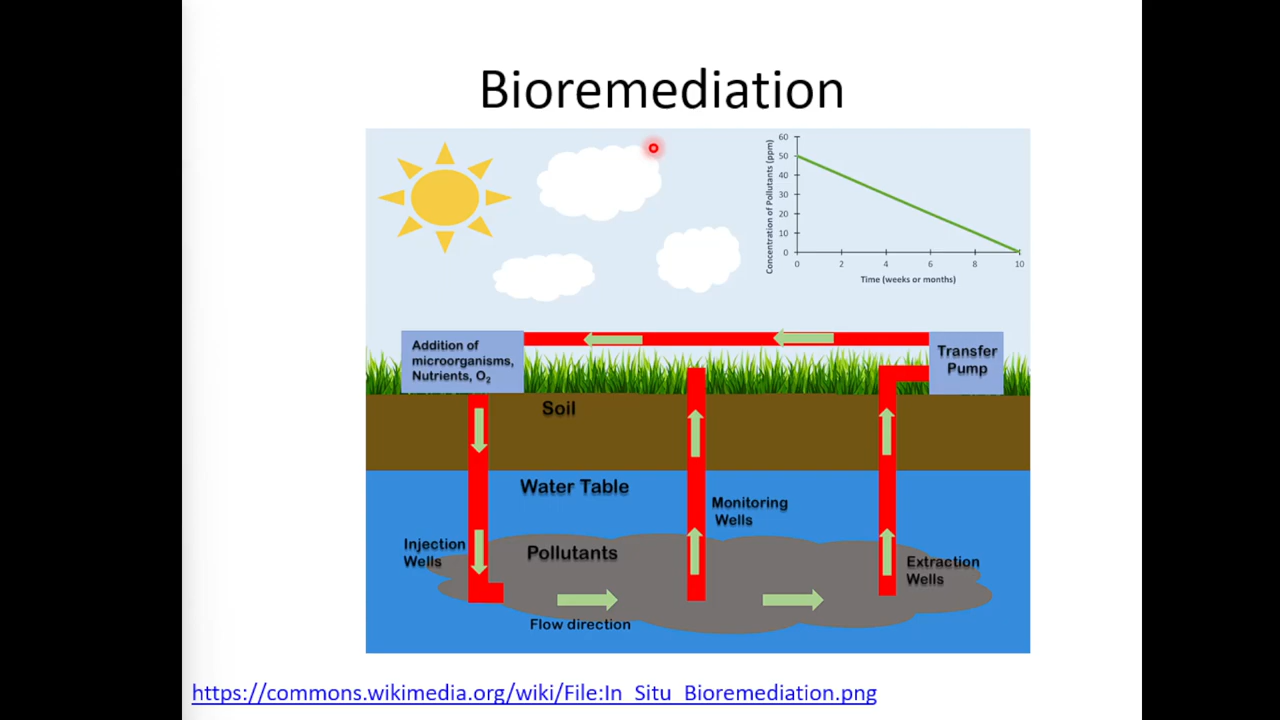 Bioremediation
Concentration of Pollutants (ppm)
60
50
40
30
20
10
0
0 2 4 6 8 10
Time (weeks or months)
Addition of
microorganisms,
Nutrients, O₂
Transfer
Pump
Soil
Water Table
Monitoring
Wells
Injection
Wells
Pollutants
Extraction
Wells
Flow direction
https://commons.wikimedia.org/wiki/File:In_Situ_Bioremediation.png